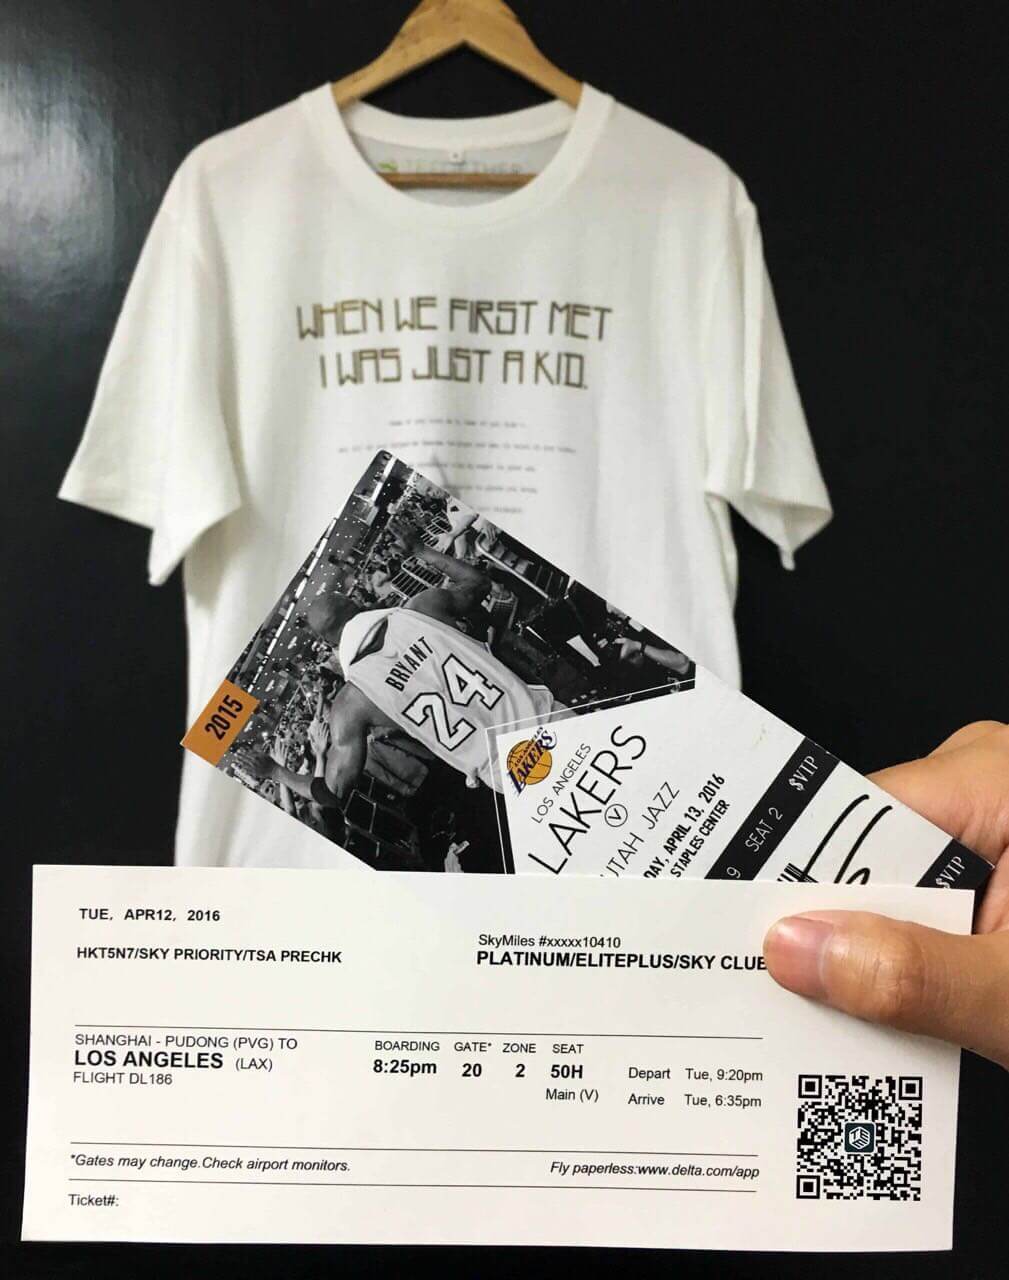 WHEN WE FIRST MET
I WAS JUST A KID.
2015
BRYANT
24
LOS ANGELES
LAKERS
LOS ANGELES
LAKERS
V
UTAH JAZZ
DAY, APRIL 13, 2016
STAPLES CENTER
9 SEAT 2 $VIP
$VIP
TUE, APR12, 2016
HKT5N7/SKY PRIORITY/TSA PRECHK
SkyMiles #xxxxx10410
PLATINUM/ELITEPLUS/SKY CLUB
SHANGHAI - PUDONG (PVG) TO
LOS ANGELES (LAX)
FLIGHT DL186
BOARDING GATE* ZONE SEAT
8:25pm 20 2 50H
Main (V)
Depart Tue, 9:20pm
Arrive Tue, 6:35pm
*Gates may change.Check airport monitors.
Fly paperless:www.delta.com/app
Ticket#: